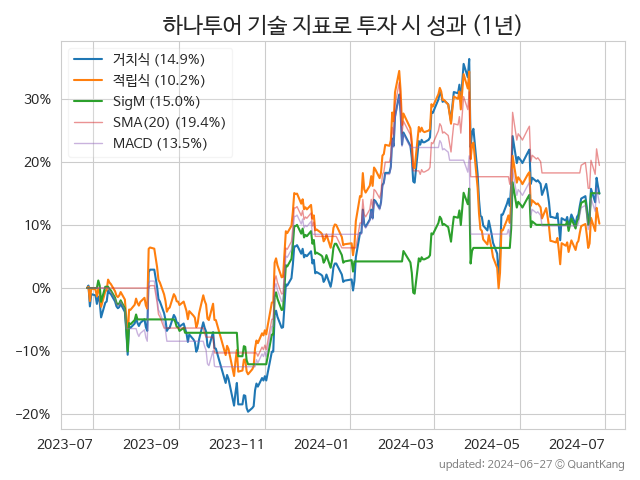 하나투어 기술 지표로 투자 시 성과 (1년)
거치식 (14.9%)
적립식 (10.2%)
SigM (15.0%)
SMA(20) (19.4%)
MACD (13.5%)
30%
20%
10%
0%
−10%
−20%
2023-07 2023-09 2023-11 2024-01 2024-03 2024-05 2024-07
updated: 2024-06-27 © QuantKang